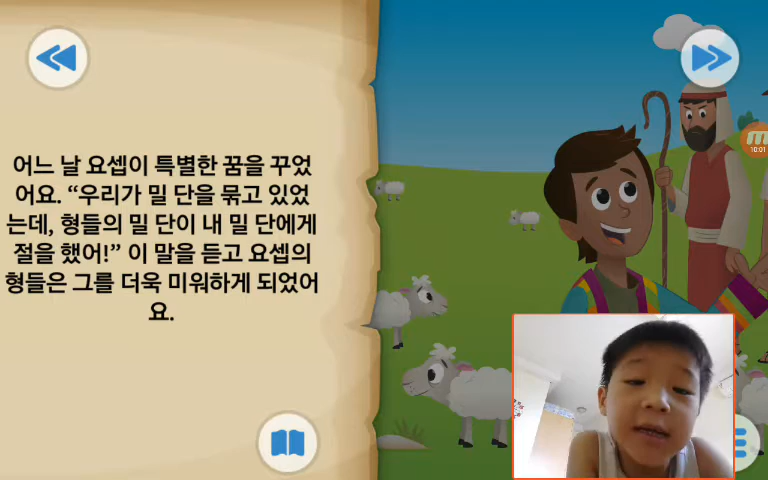 어느 날 요셉이 특별한 꿈을 꾸었
어요. “우리가 밀 단을 묶고 있었
는데, 형들의 밀 단이 내 밀 단에게
절을 했어!” 이 말을 듣고 요셉의
형들은 그를 더욱 미워하게 되었어
요.
10:01